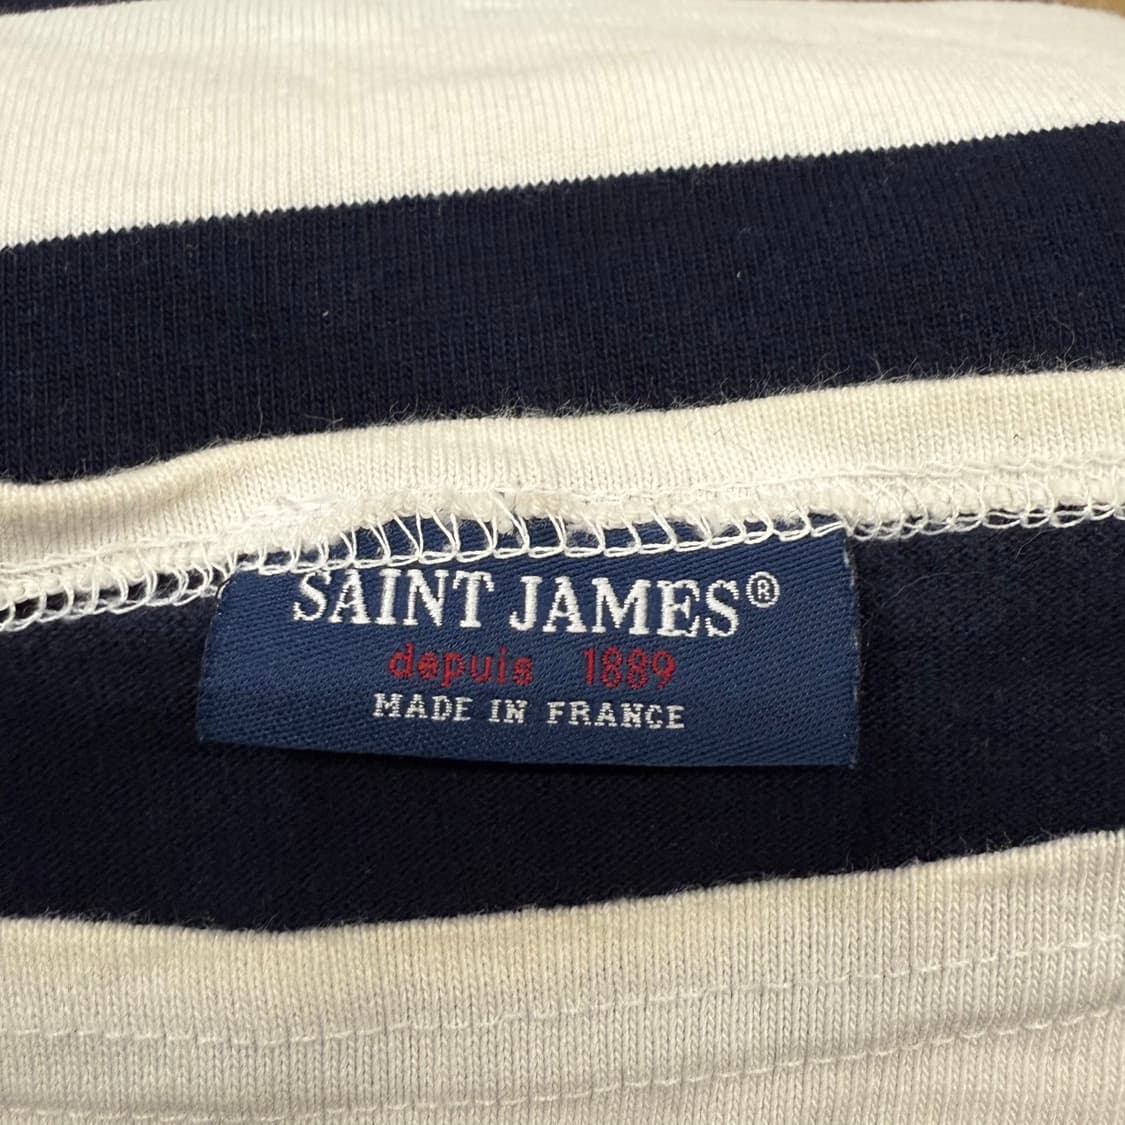 SAINT JAMES®
depuis 1889
MADE IN FRANCE